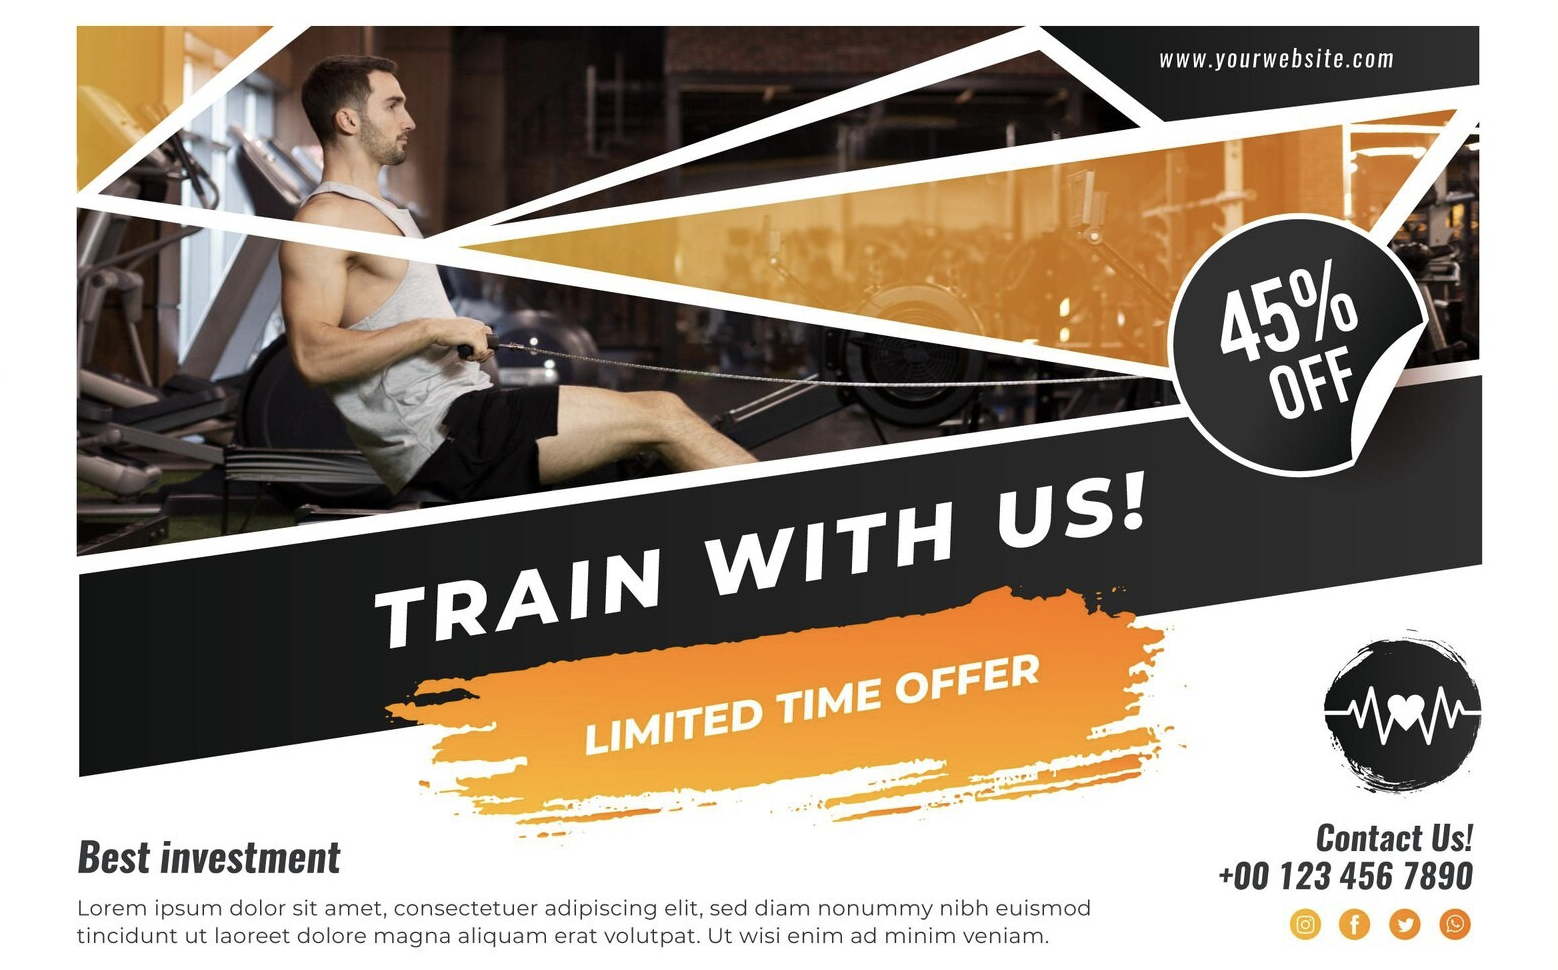 www.yourwebsite.com
45%
OFF
TRAIN WITH US!
LIMITED TIME OFFER
Best investment
Lorem ipsum dolor sit amet, consectetuer adipiscing elit, sed diam nonummy nibh euismod
tincidunt ut laoreet dolore magna aliquam erat volutpat. Ut wisi enim ad minim veniam.
Contact Us!
+00 123 456 7890